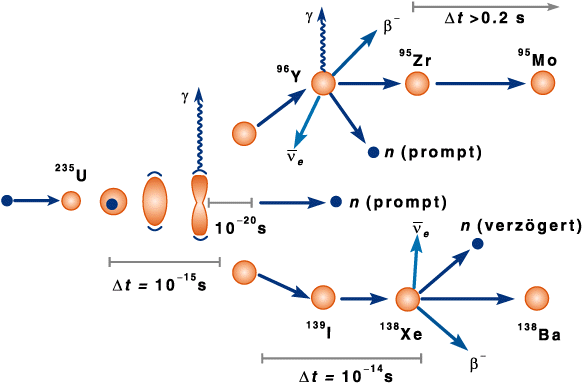 γ
β⁻
Δt > 0.2 s
⁹⁶Y
⁹⁵Zr
⁹⁵Mo
γ
ν̅ₑ
n (prompt)
²³⁵U
n (prompt)
10⁻²⁰s
ν̅ₑ
n (verzögert)
Δt = 10⁻¹⁵s
¹³⁹I
¹³⁸Xe
¹³⁸Ba
β⁻
Δt = 10⁻¹⁴s